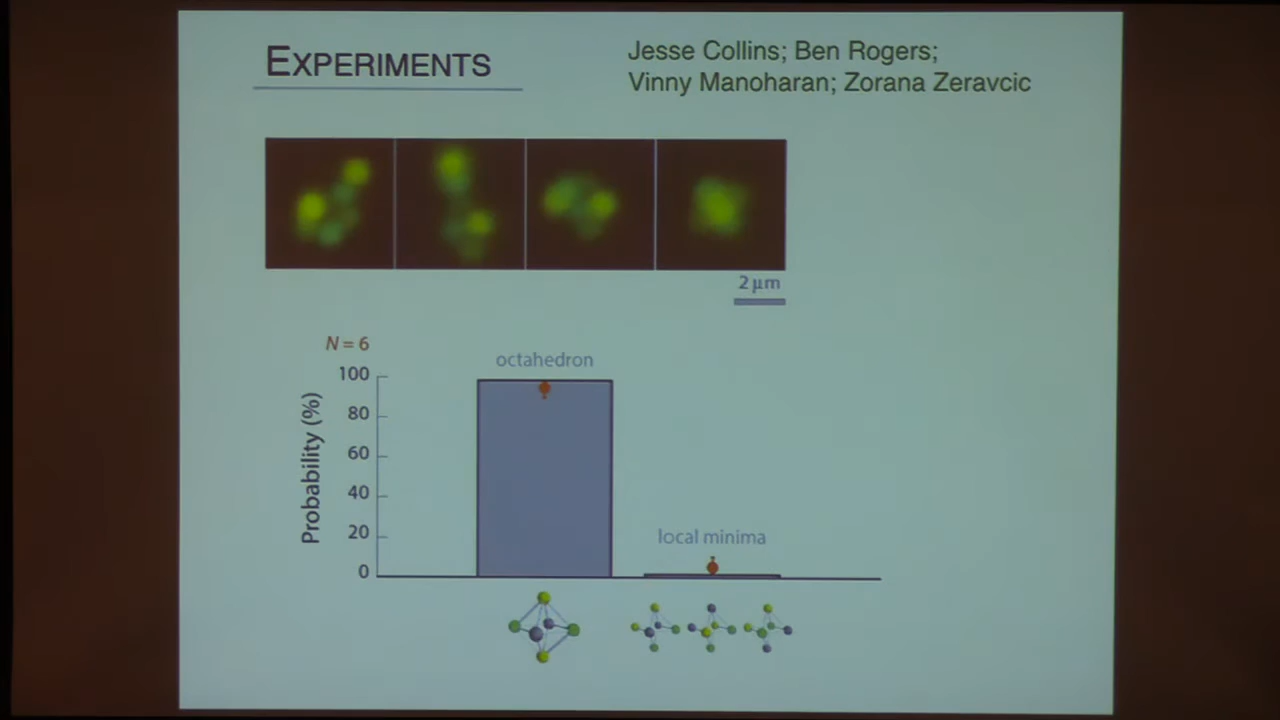 EXPERIMENTS
Jesse Collins; Ben Rogers;
Vinny Manoharan; Zorana Zeravcic
2 µm
N = 6
octahedron
100
80
60
40
20
0
Probability (%)
local minima